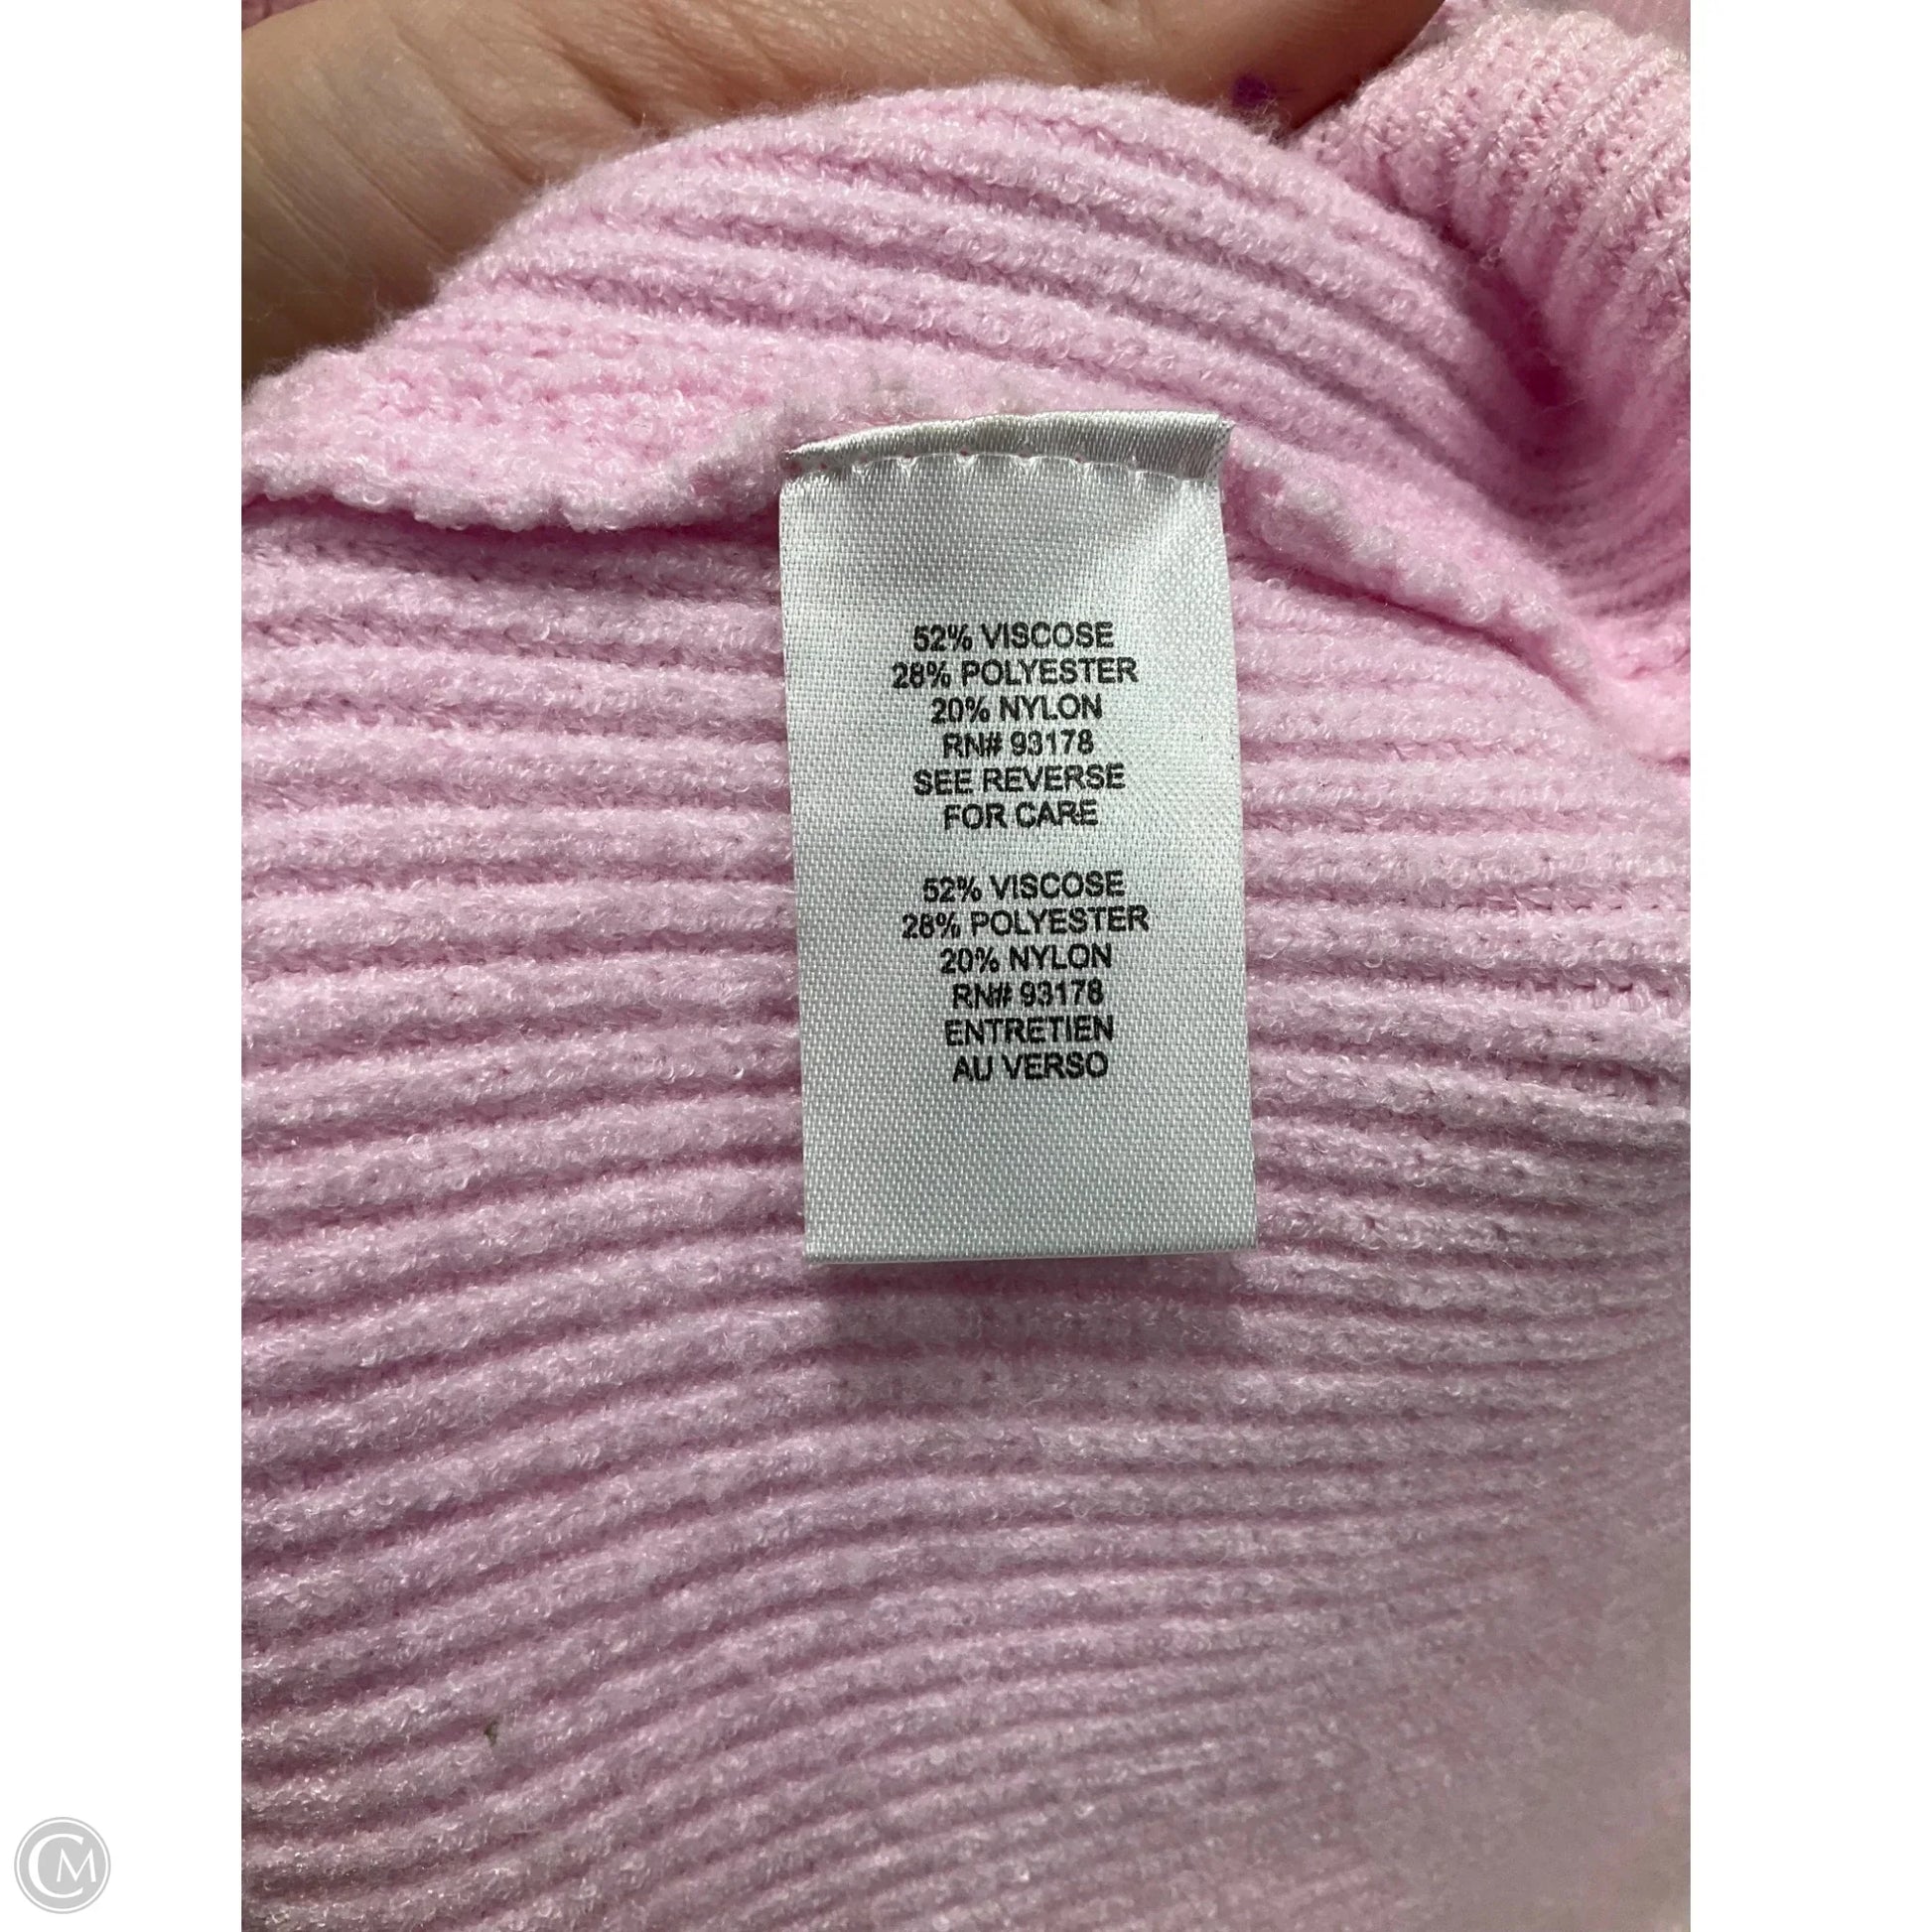 52% VISCOSE
28% POLYESTER
20% NYLON
RN# 93178
SEE REVERSE
FOR CARE
52% VISCOSE
28% POLYESTER
20% NYLON
RN# 93178
ENTRETIEN
AU VERSO
CM